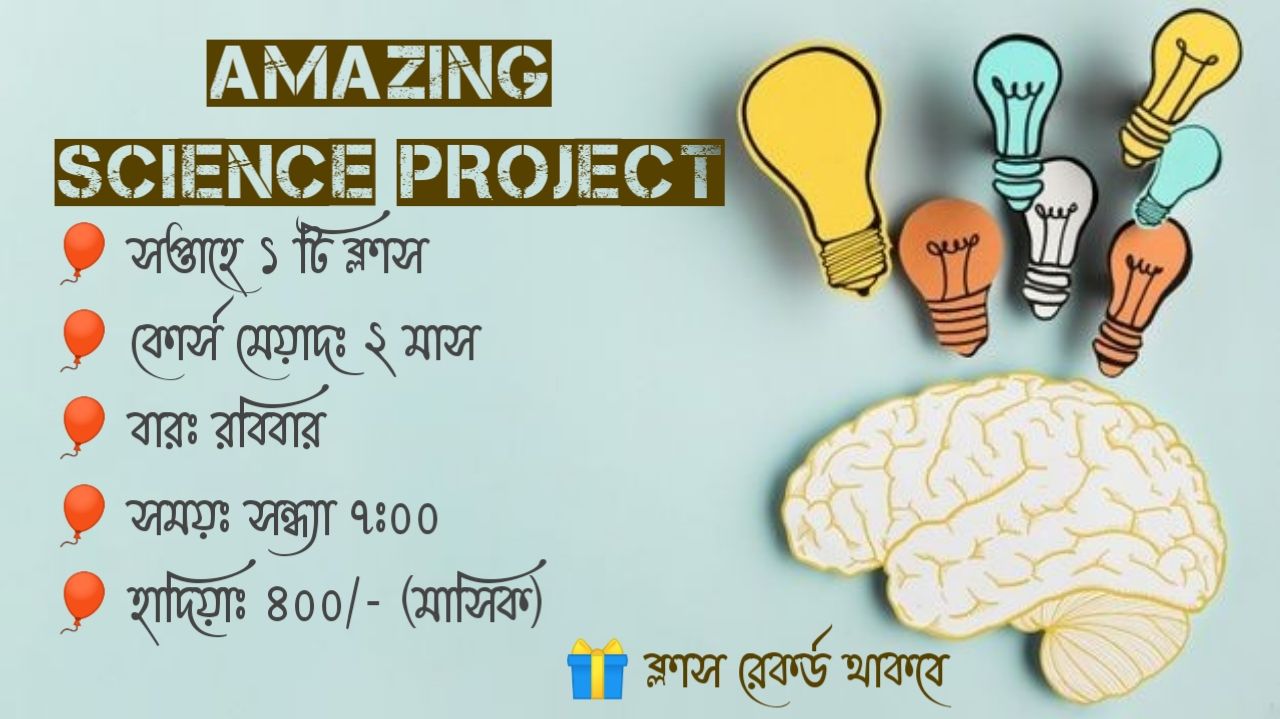 AMAZING
SCIENCE PROJECT
সপ্তাহে ১ টি ক্লাস
কোর্স মেয়াদঃ ২ মাস
বারঃ রবিবার
সময়ঃ সন্ধ্যা ৭ঃ০০
হাদিয়াঃ ৪০০/- (মাসিক)
ক্লাস রেকর্ড থাকবে